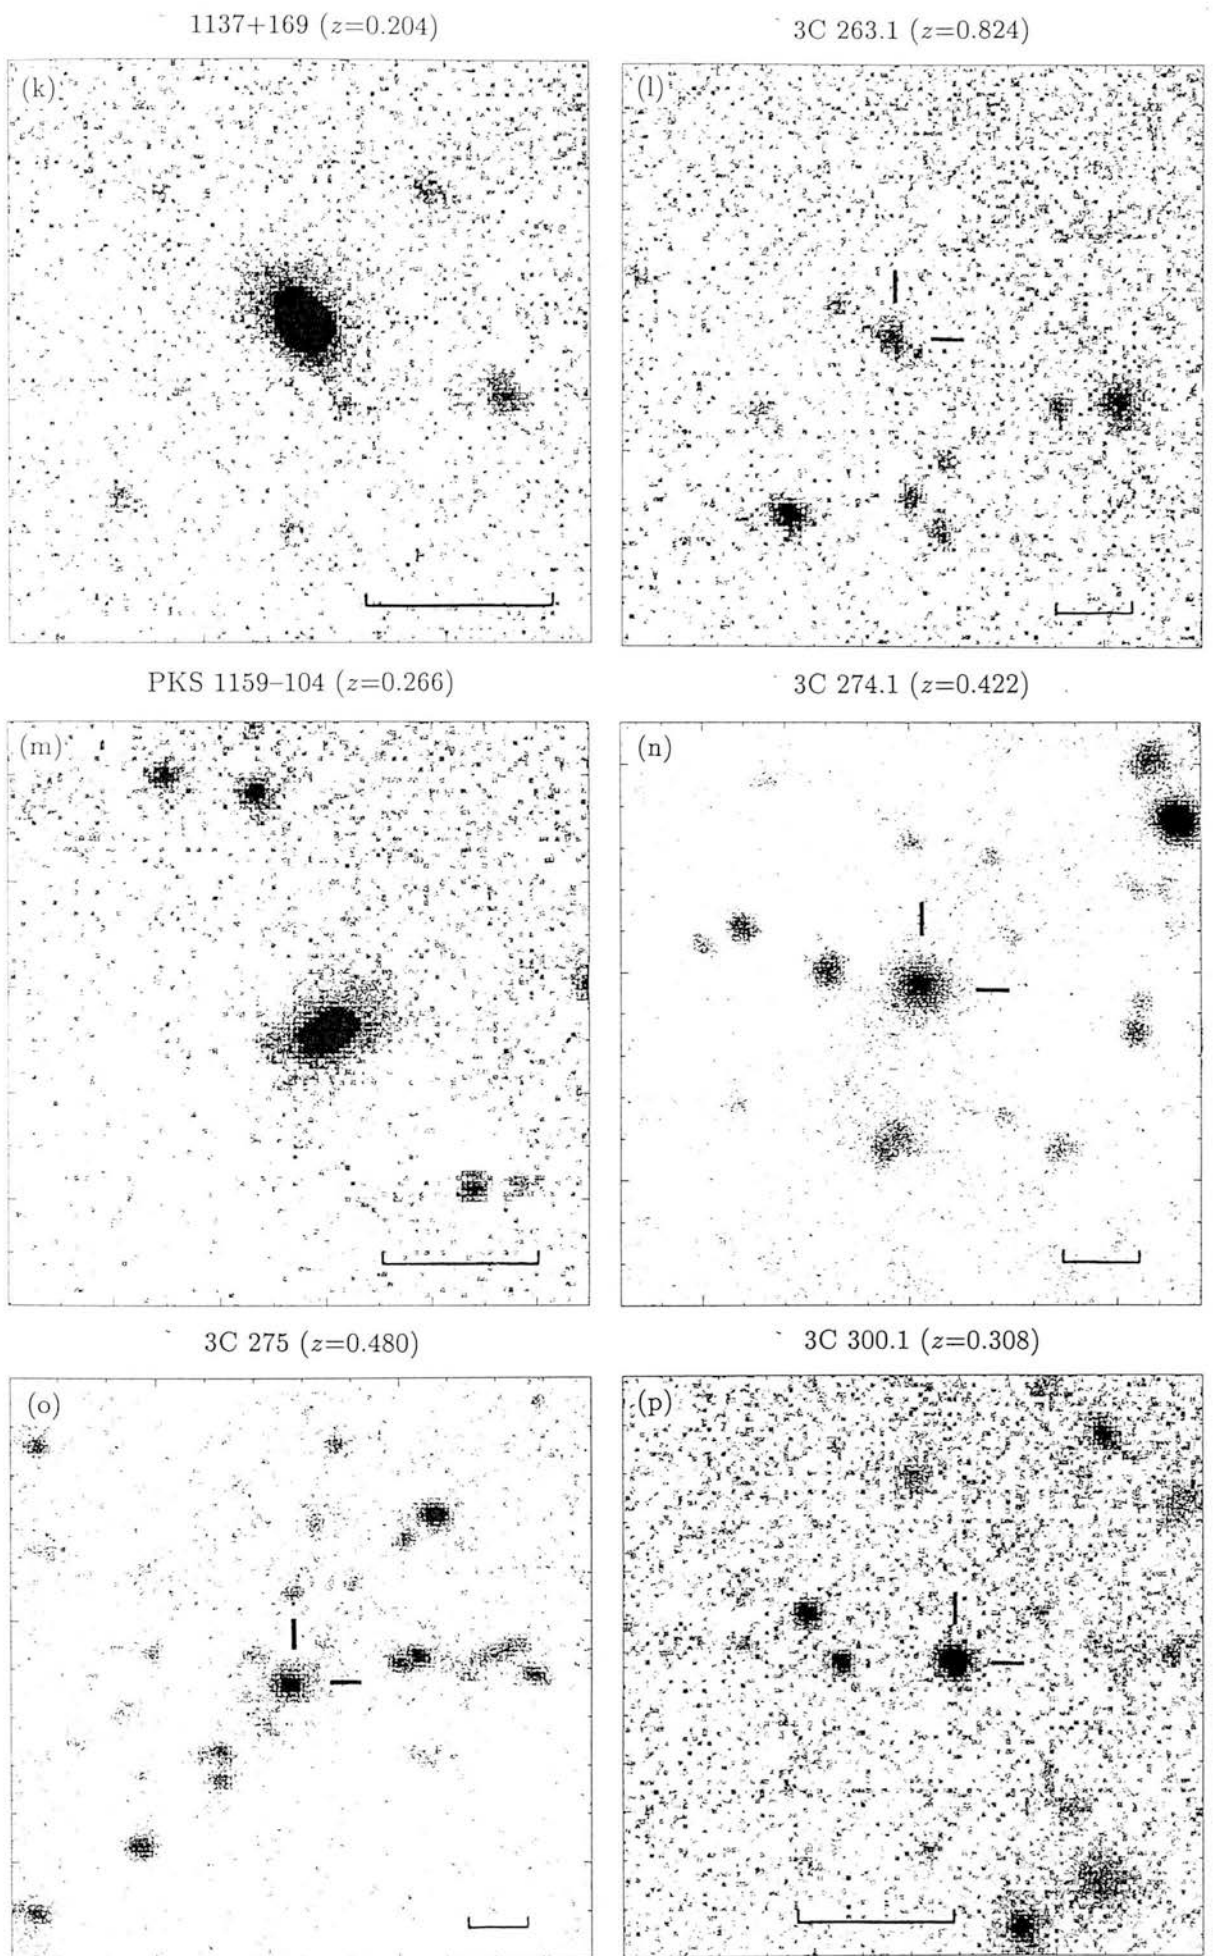 1137+169 (z=0.204)
3C 263.1 (z=0.824)
(k)
(l)
PKS 1159–104 (z=0.266)
3C 274.1 (z=0.422)
(m)
(n)
3C 275 (z=0.480)
3C 300.1 (z=0.308)
(o)
(p)